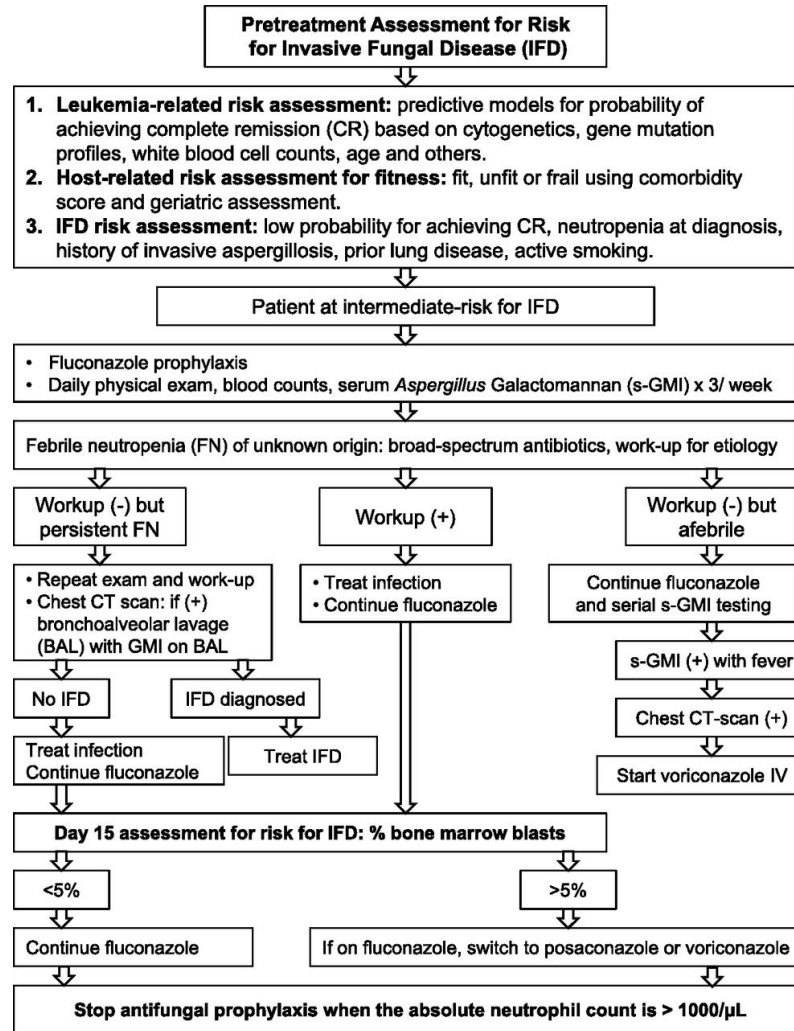 Pretreatment Assessment for Risk
for Invasive Fungal Disease (IFD)
1. Leukemia-related risk assessment: predictive models for probability of
achieving complete remission (CR) based on cytogenetics, gene mutation
profiles, white blood cell counts, age and others.
2. Host-related risk assessment for fitness: fit, unfit or frail using comorbidity
score and geriatric assessment.
3. IFD risk assessment: low probability for achieving CR, neutropenia at diagnosis,
history of invasive aspergillosis, prior lung disease, active smoking.
Patient at intermediate-risk for IFD
• Fluconazole prophylaxis
• Daily physical exam, blood counts, serum Aspergillus Galactomannan (s-GMI) x 3/ week
Febrile neutropenia (FN) of unknown origin: broad-spectrum antibiotics, work-up for etiology
Workup (-) but
persistent FN
Workup (+)
Workup (-) but
afebrile
• Repeat exam and work-up
• Chest CT scan: if (+)
bronchoalveolar lavage
(BAL) with GMI on BAL
• Treat infection
• Continue fluconazole
Continue fluconazole
and serial s-GMI testing
No IFD
IFD diagnosed
s-GMI (+) with fever
Treat infection
Continue fluconazole
Treat IFD
Chest CT-scan (+)
Start voriconazole IV
Day 15 assessment for risk for IFD: % bone marrow blasts
<5%
>5%
Continue fluconazole
If on fluconazole, switch to posaconazole or voriconazole
Stop antifungal prophylaxis when the absolute neutrophil count is > 1000/µL